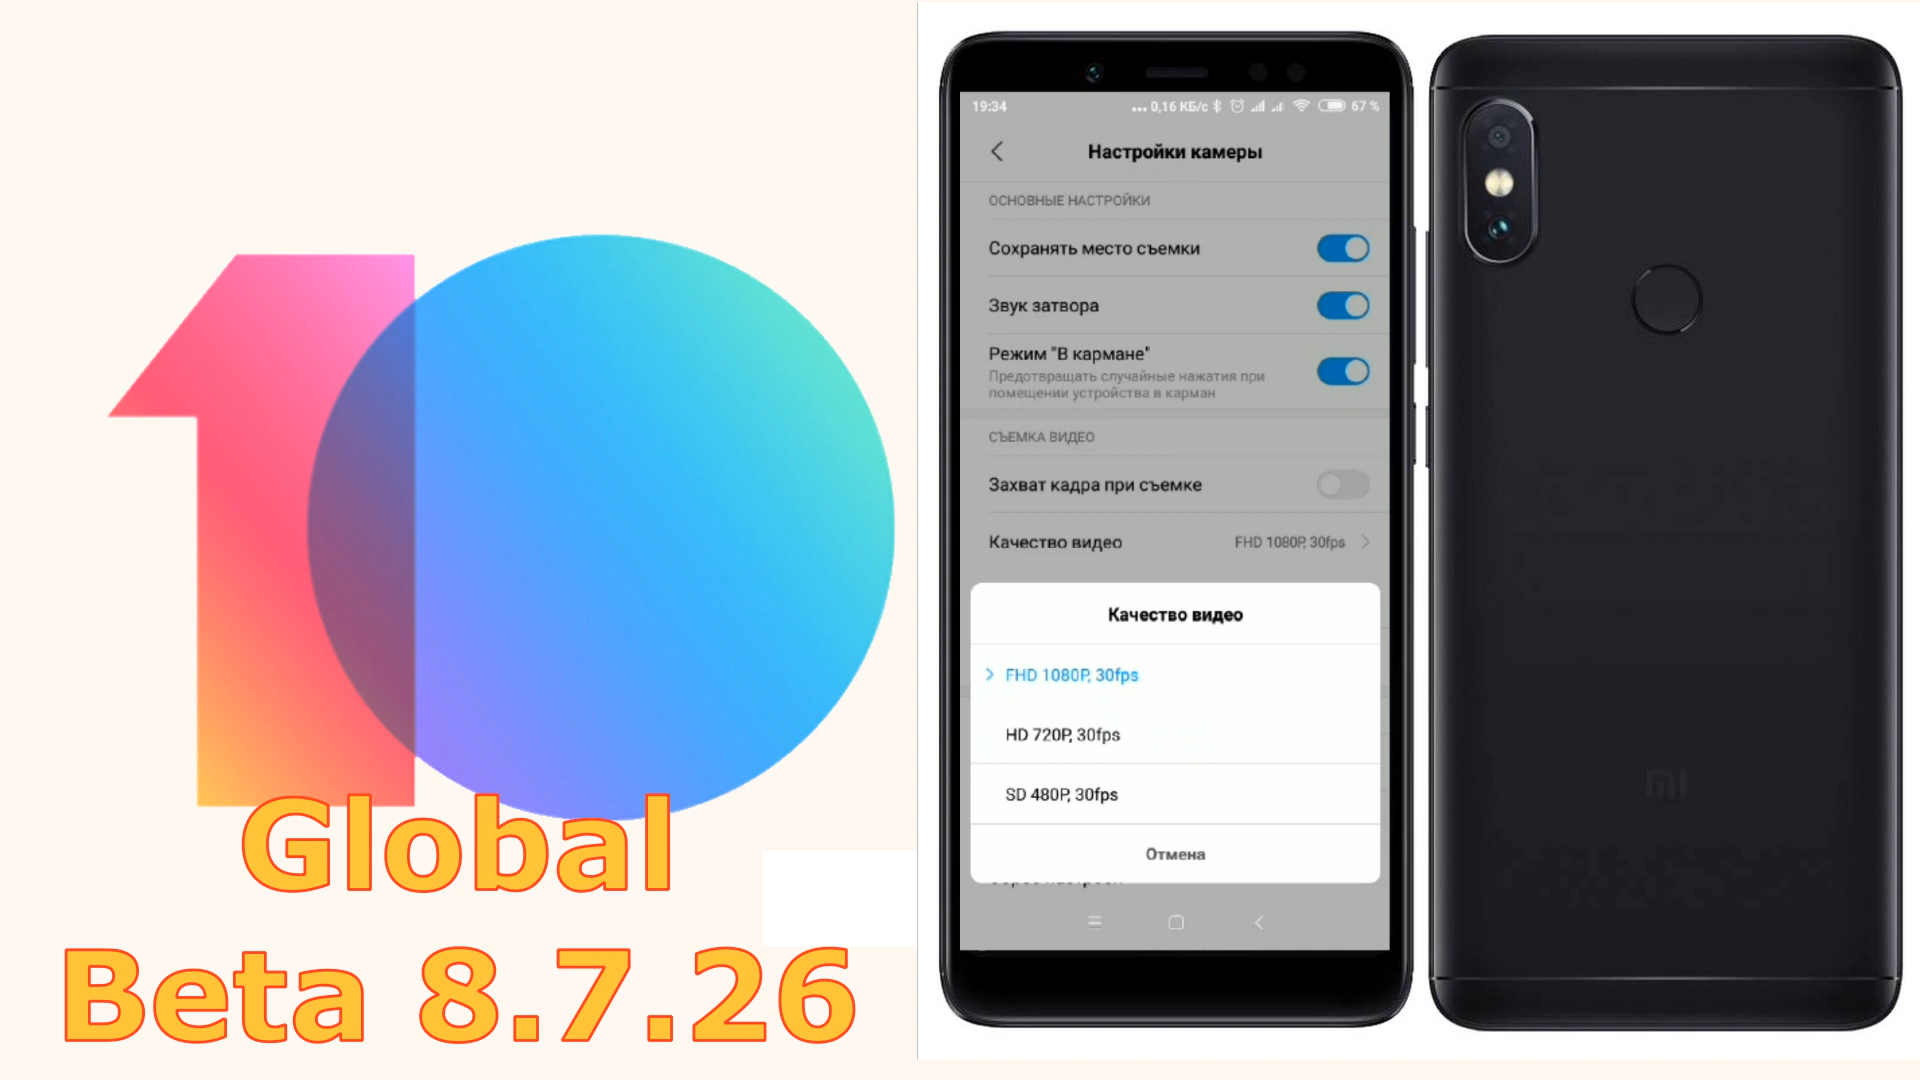 10
Global
Beta 8.7.26
19:34
... 0,16 КБ/с 67 %
Настройки камеры
ОСНОВНЫЕ НАСТРОЙКИ
Сохранять место съемки
Звук затвора
Режим "В кармане"
Предотвращать случайные нажатия при
помещении устройства в карман
СЪЕМКА ВИДЕО
Захват кадра при съемке
Качество видео FHD 1080P, 30fps
Качество видео
FHD 1080P, 30fps
HD 720P, 30fps
SD 480P, 30fps
Отмена
mi